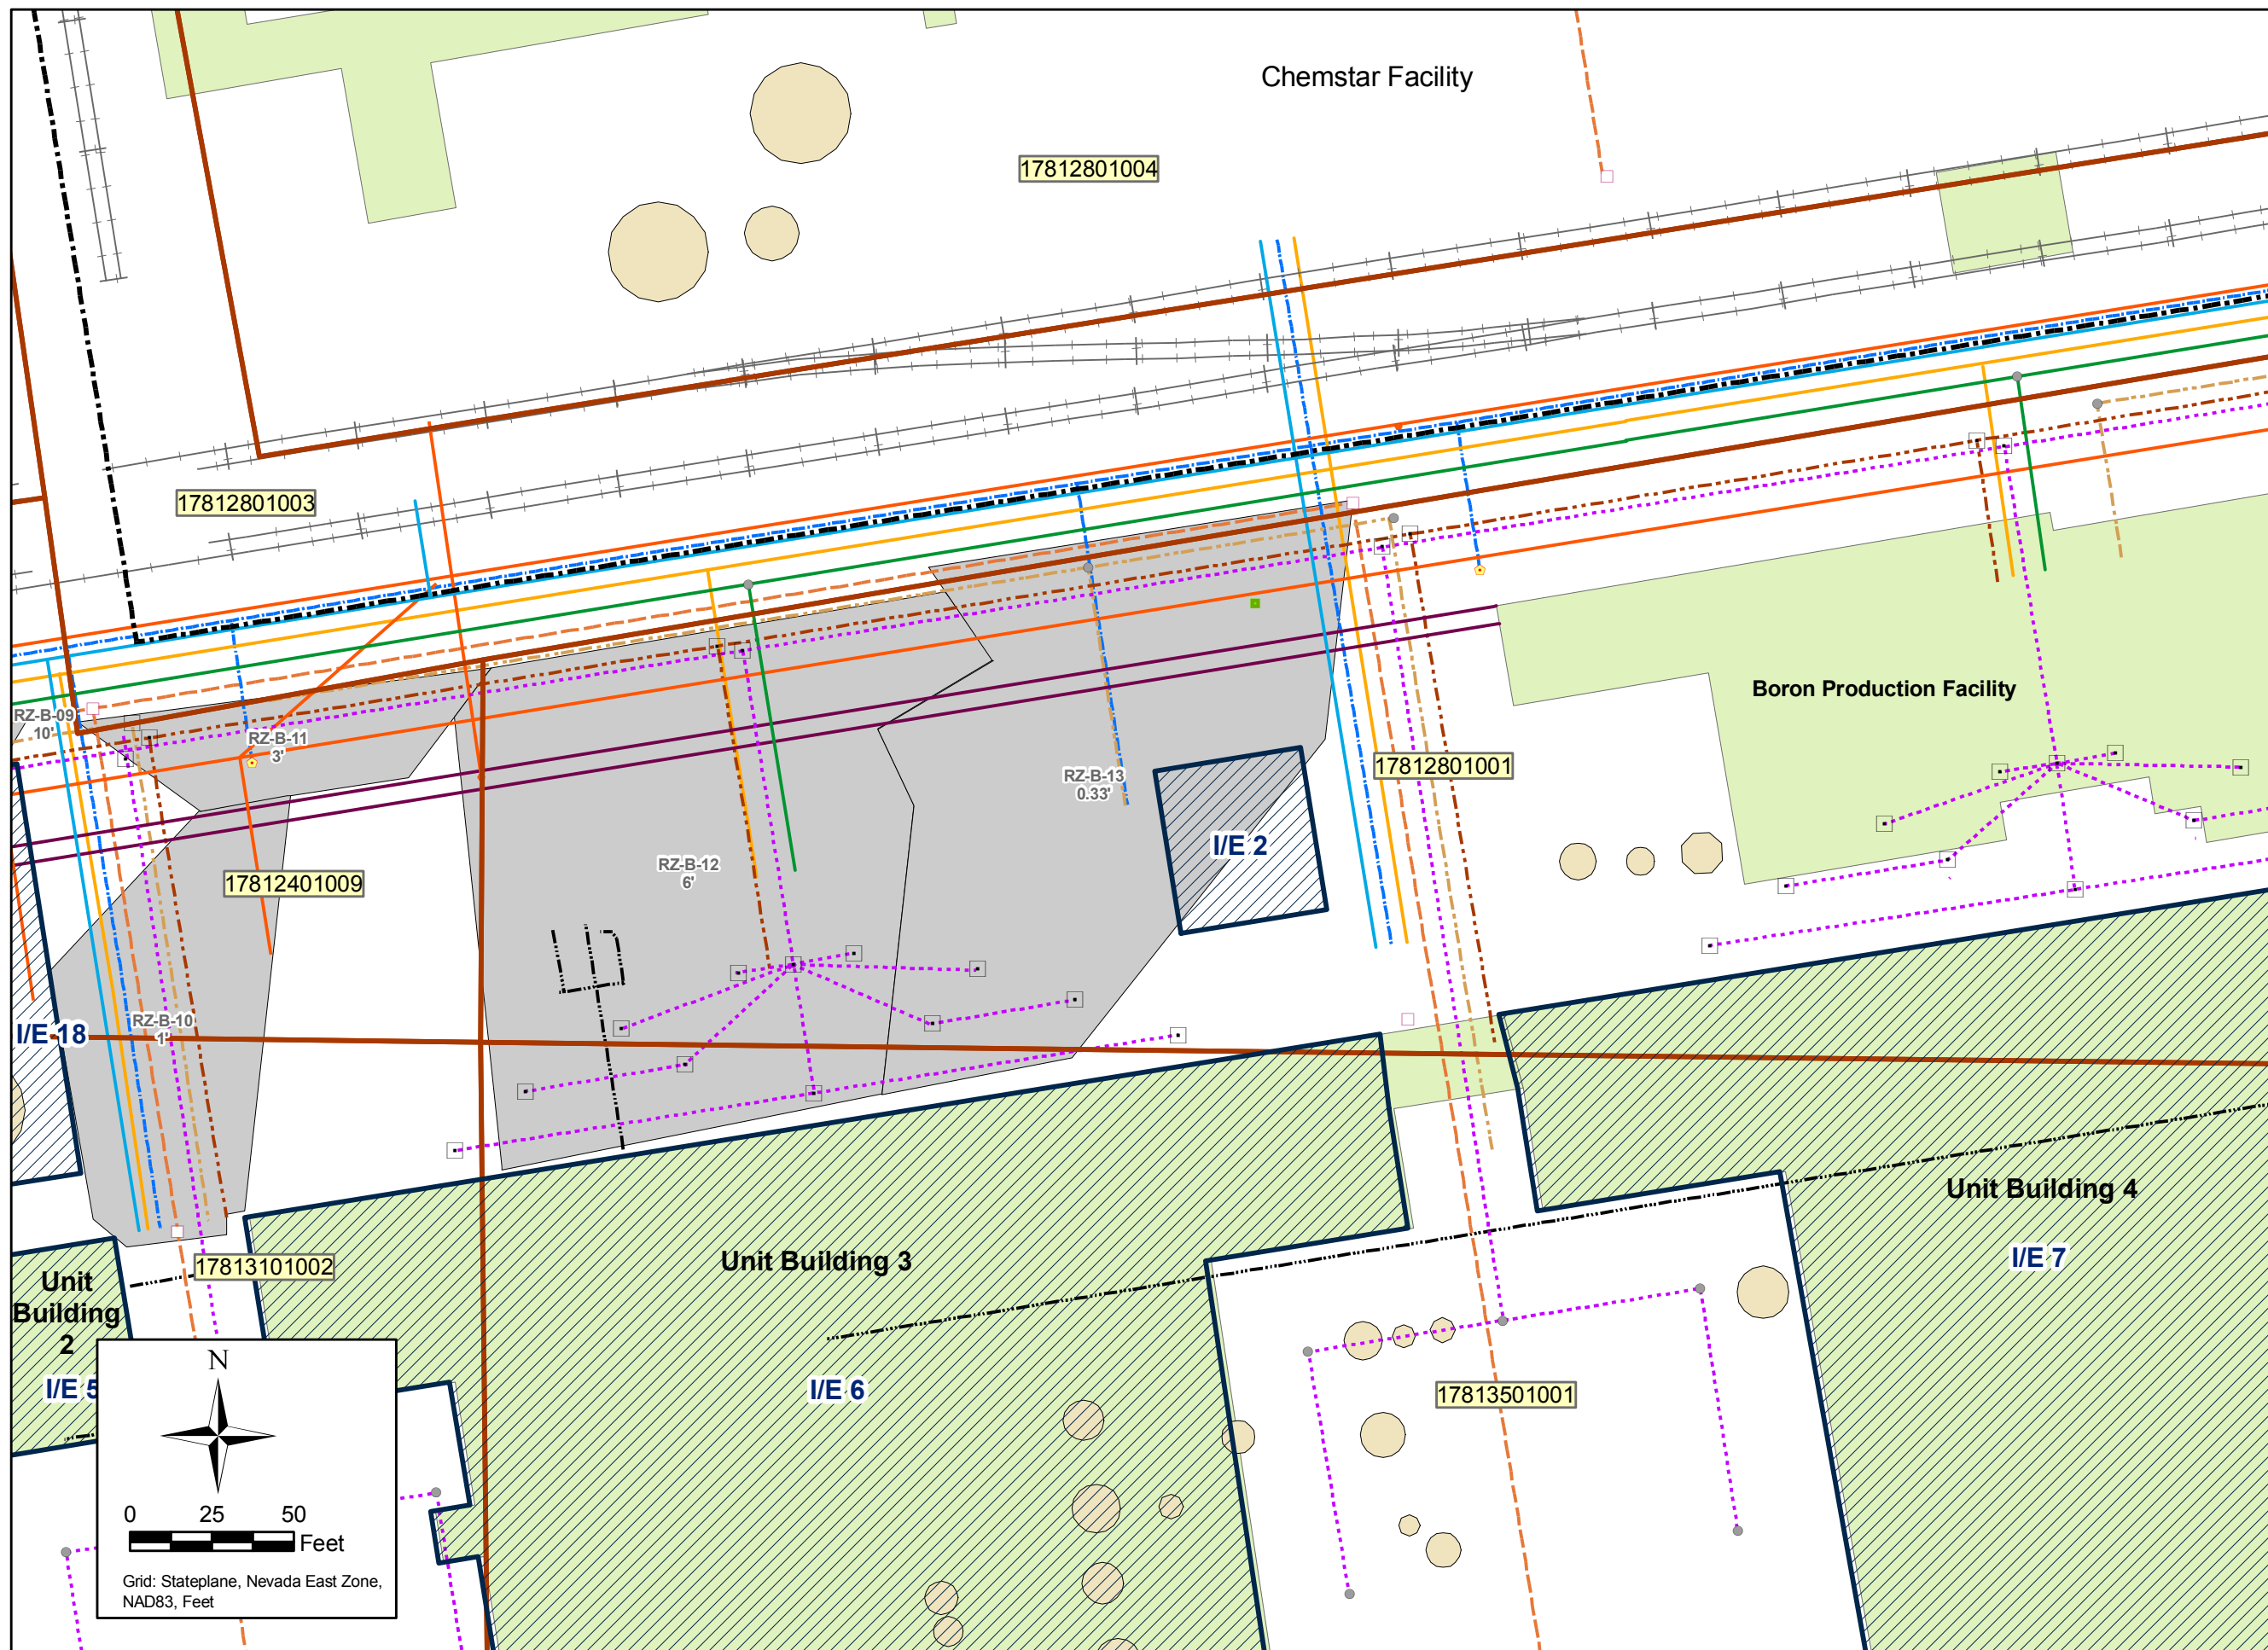 Chemstar Facility
17812801004
17812801003
Boron Production Facility
RZ-B-09
10'
RZ-B-11
3'
17812801001
RZ-B-13
0.33'
I/E 2
RZ-B-12
6'
17812401009
RZ-B-10
1'
I/E 18
Unit Building 4
I/E 7
Unit Building 3
17813101002
Unit
Building
2
I/E 5
I/E 6
17813501001
N
0 25 50
Feet
Grid: Stateplane, Nevada East Zone,
NAD83, Feet